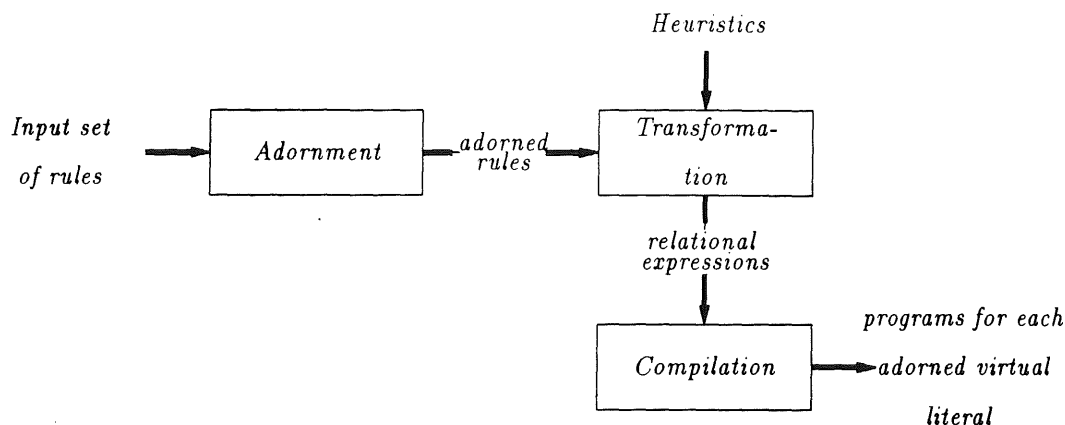 Heuristics
Input set
of rules
Adornment
adorned
rules
Transforma-
tion
relational
expressions
Compilation
programs for each
adorned virtual
literal